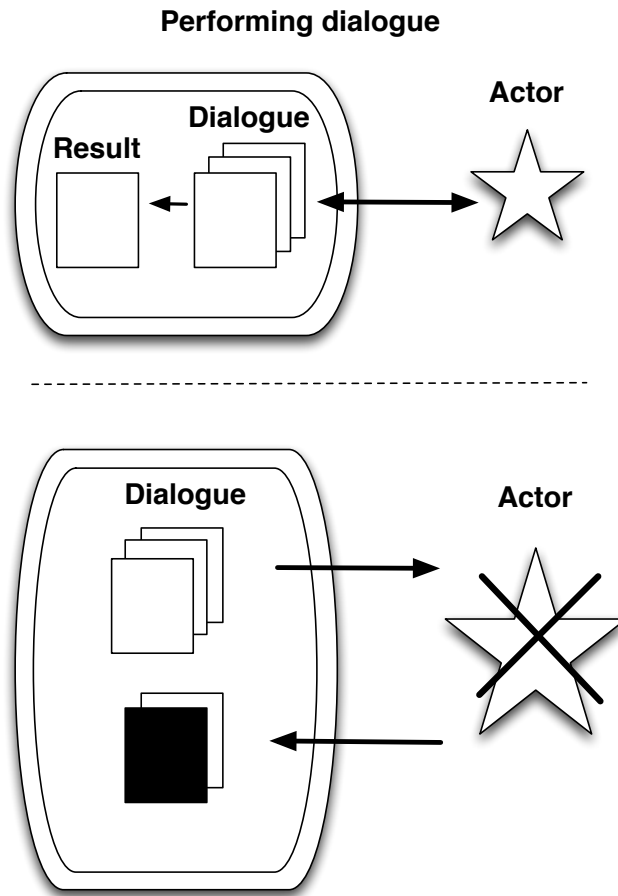 Performing dialogue
Actor
Dialogue
Result
Dialogue
Actor